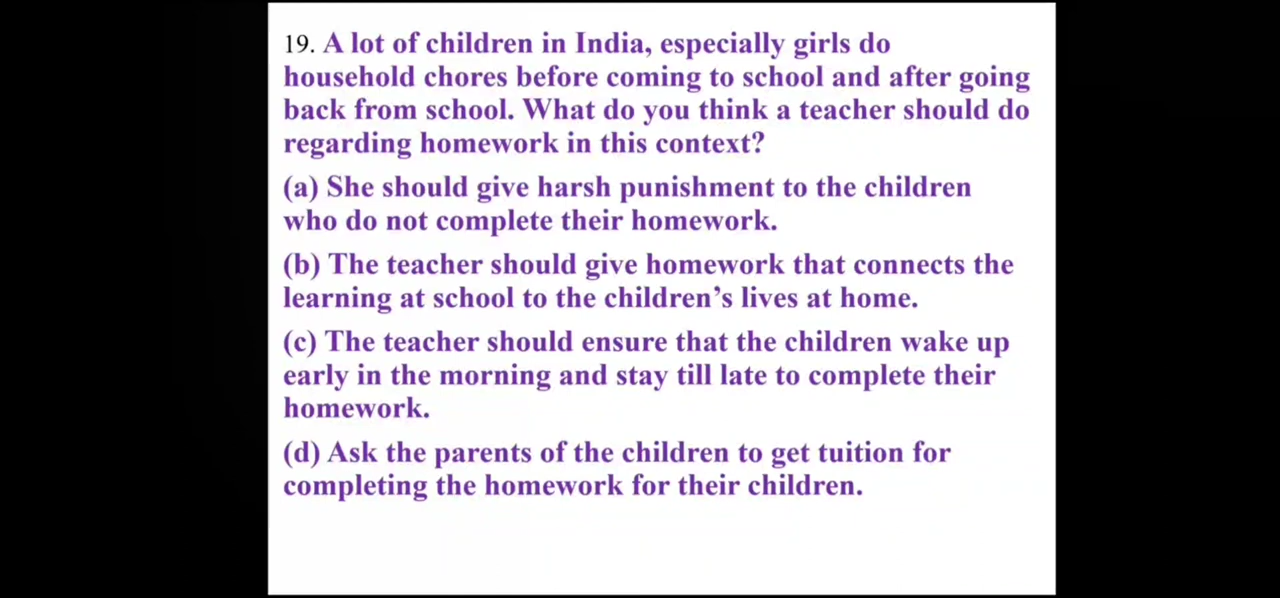 19. A lot of children in India, especially girls do
household chores before coming to school and after going
back from school. What do you think a teacher should do
regarding homework in this context?
(a) She should give harsh punishment to the children
who do not complete their homework.
(b) The teacher should give homework that connects the
learning at school to the children’s lives at home.
(c) The teacher should ensure that the children wake up
early in the morning and stay till late to complete their
homework.
(d) Ask the parents of the children to get tuition for
completing the homework for their children.